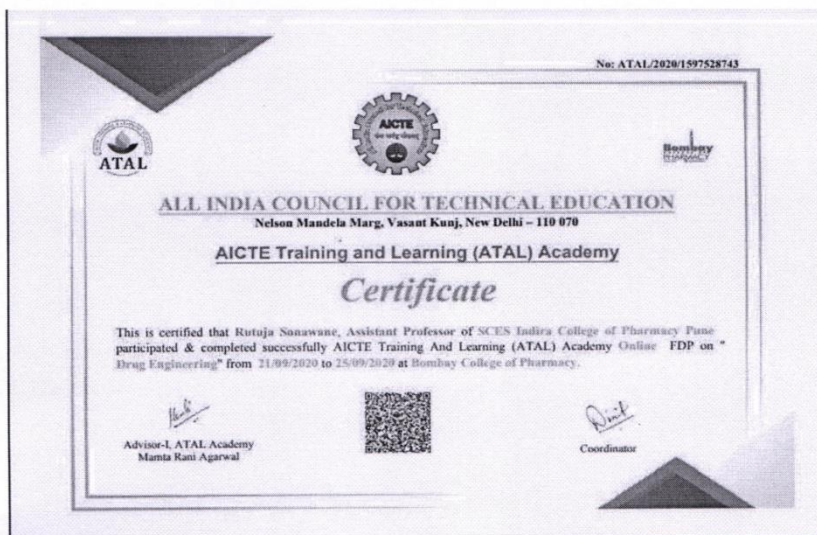 No: ATAL/2020/1597528743
ATAL
AICTE
Bombay
PHARMACY
ALL INDIA COUNCIL FOR TECHNICAL EDUCATION
Nelson Mandela Marg, Vasant Kunj, New Delhi – 110 070
AICTE Training and Learning (ATAL) Academy
Certificate
This is certified that Rutuja Sonawane, Assistant Professor of SCES Indira College of Pharmacy Pune
participated & completed successfully AICTE Training And Learning (ATAL) Academy Online FDP on "
Drug Engineering" from 21/09/2020 to 25/09/2020 at Bombay College of Pharmacy.
Advisor-I, ATAL Academy
Mamta Rani Agarwal
Coordinator